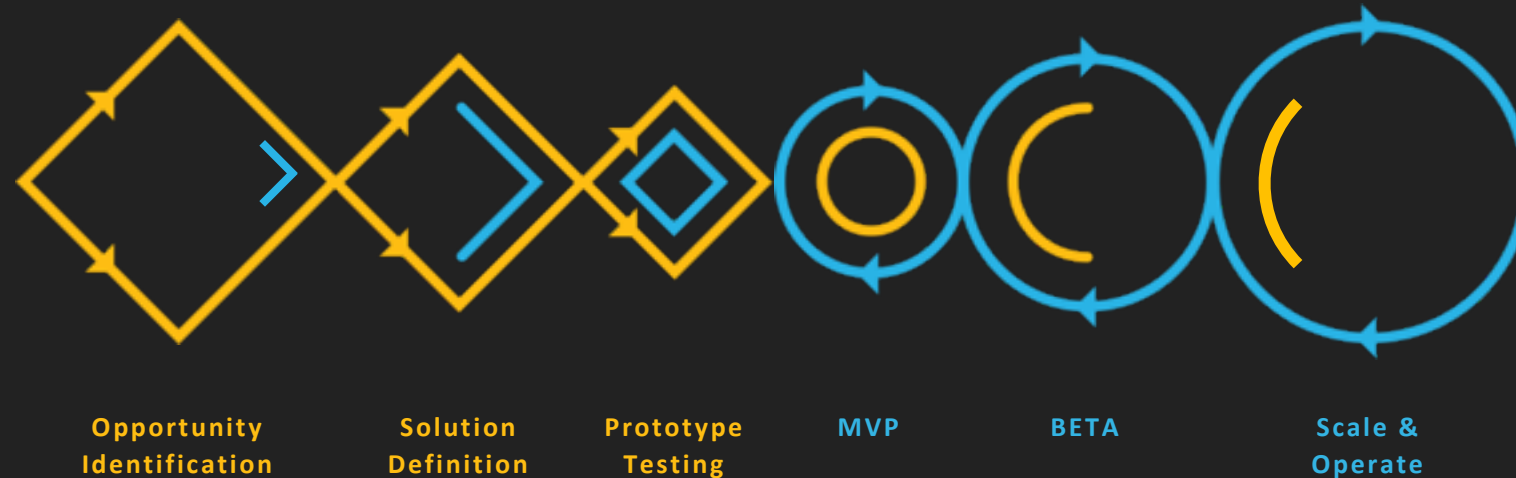 Opportunity
Identification
Solution
Definition
Prototype
Testing
MVP
BETA
Scale &
Operate